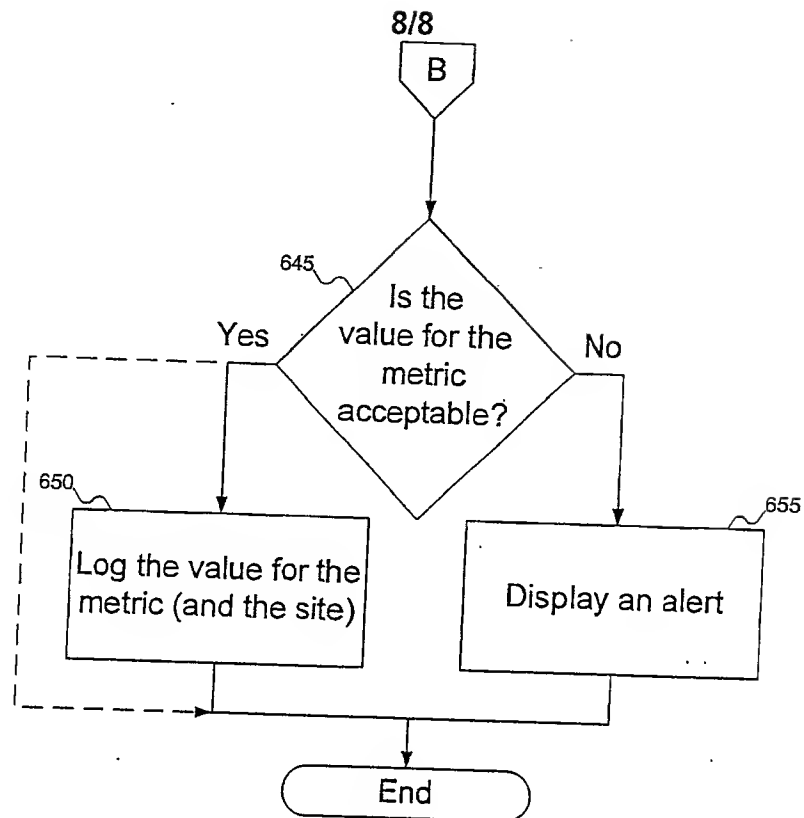 8/8
B
645
Is the
value for the
metric
acceptable?
Yes
No
650
Log the value for the
metric (and the site)
655
Display an alert
End